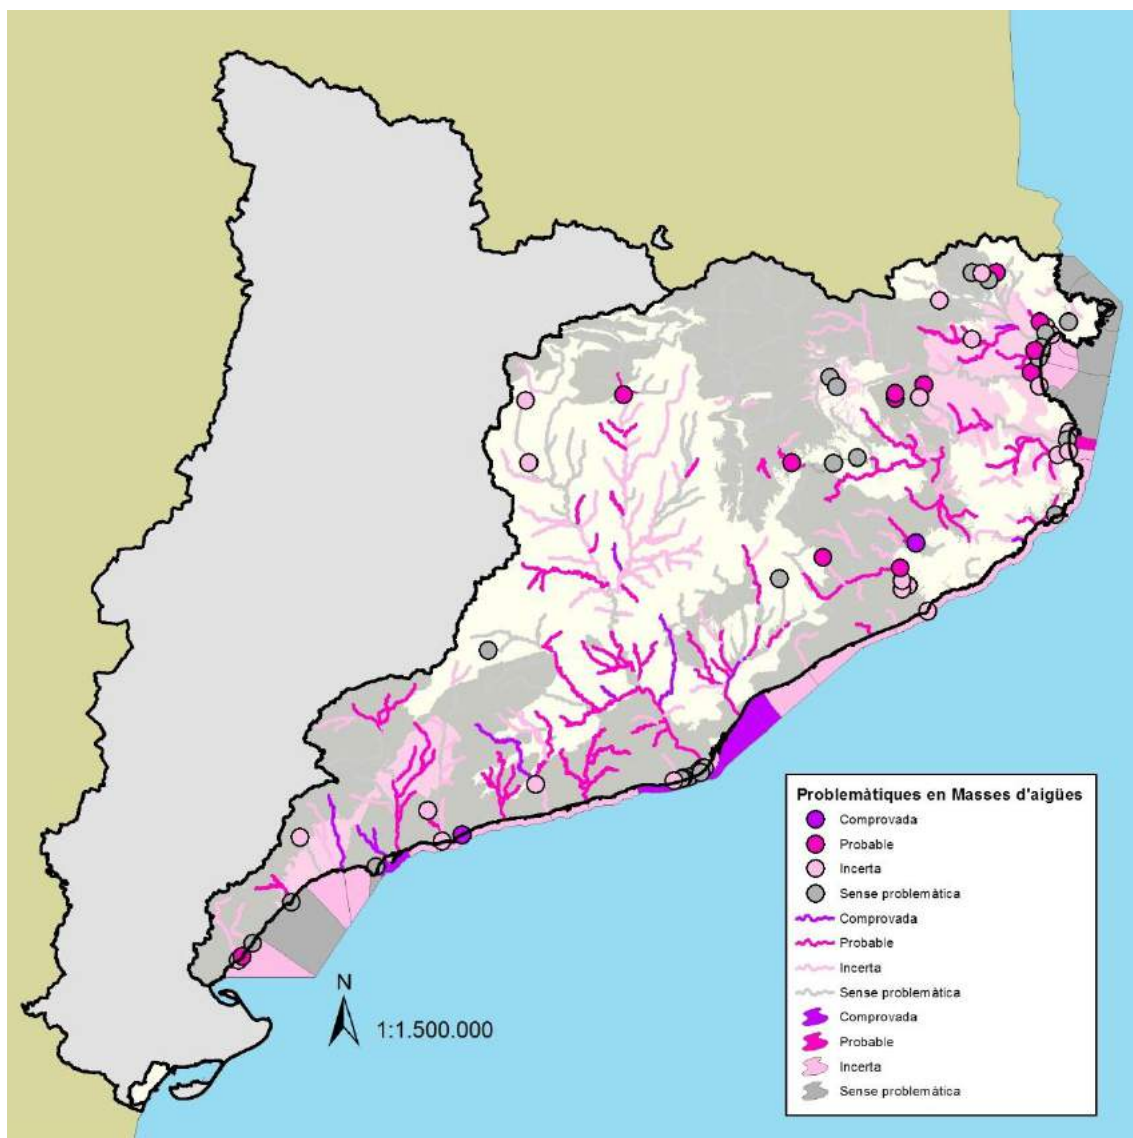 Problemàtiques en Masses d'aigües
Comprovada
Probable
Incerta
Sense problemàtica
Comprovada
Probable
Incerta
Sense problemàtica
Comprovada
Probable
Incerta
Sense problemàtica
N
1:1.500.000